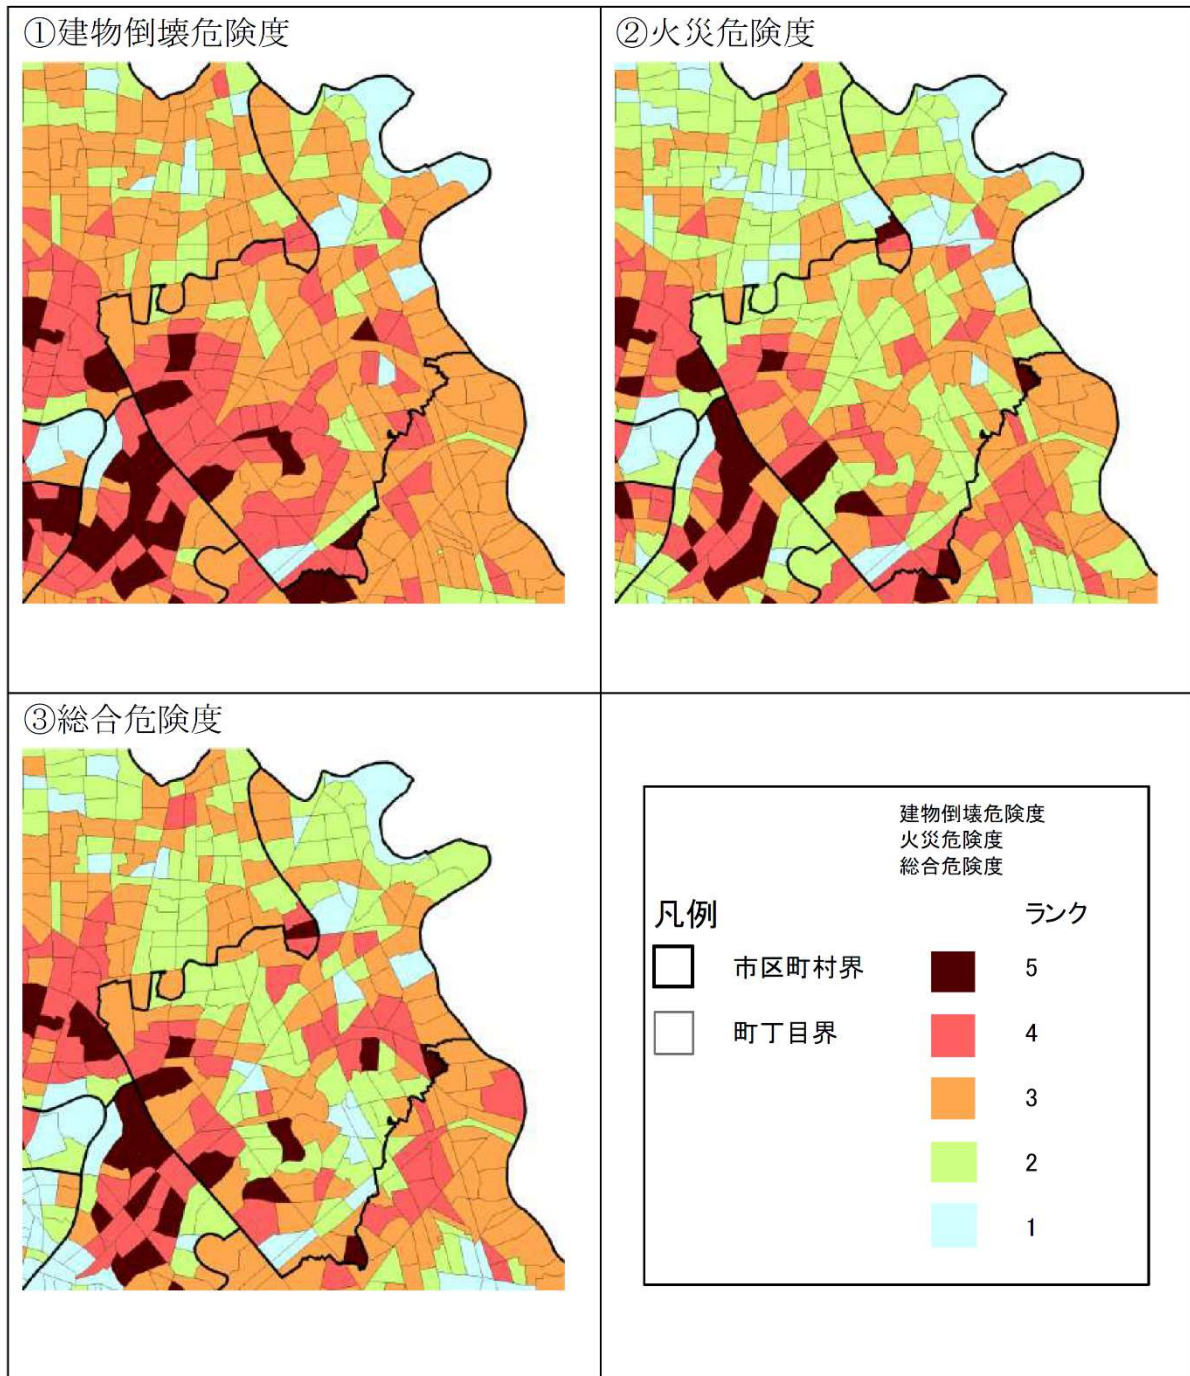 ①建物倒壊危険度
②火災危険度
③総合危険度
建物倒壊危険度
火災危険度
総合危険度
凡例
ランク
市区町村界
5
町丁目界
4
3
2
1